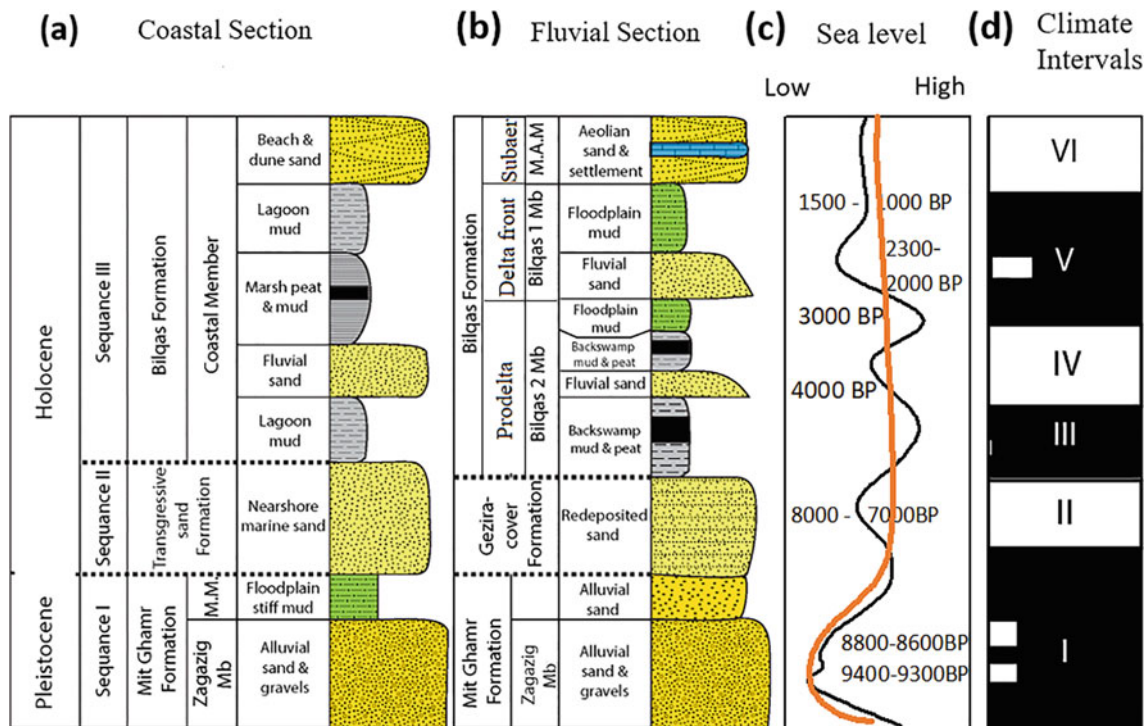 (a) Coastal Section
(b) Fluvial Section
(c) Sea level
(d) Climate
Intervals
Low High
Holocene
Pleistocene
Sequance III
Sequance II
Sequance I
Bilqas Formation
Transgressive
sand
Formation
Mit Ghamr
Formation
Coastal Member
M.M.
Zagazig
Mb
Beach &
dune sand
Lagoon
mud
Marsh peat
& mud
Fluvial
sand
Lagoon
mud
Nearshore
marine sand
Floodplain
stiff mud
Alluvial
sand &
gravels
Bilqas Formation
Gezira-
cover
Formation
Mit Ghamr
Formation
Subaer
Delta front
Prodelta
M.A.M
Bilqas 1 Mb
Bilqas 2 Mb
Zagazig
Mb
Aeolian
sand &
settlement
Floodplain
mud
Fluvial
sand
Floodplain
mud
Backswamp
mud & peat
Fluvial sand
Backswamp
mud & peat
Redeposited
sand
Alluvial
sand
Alluvial
sand &
gravels
1500 - 1000 BP
2300-
2000 BP
3000 BP
4000 BP
8000 - 7000BP
8800-8600BP
9400-9300BP
VI
V
IV
III
II
I